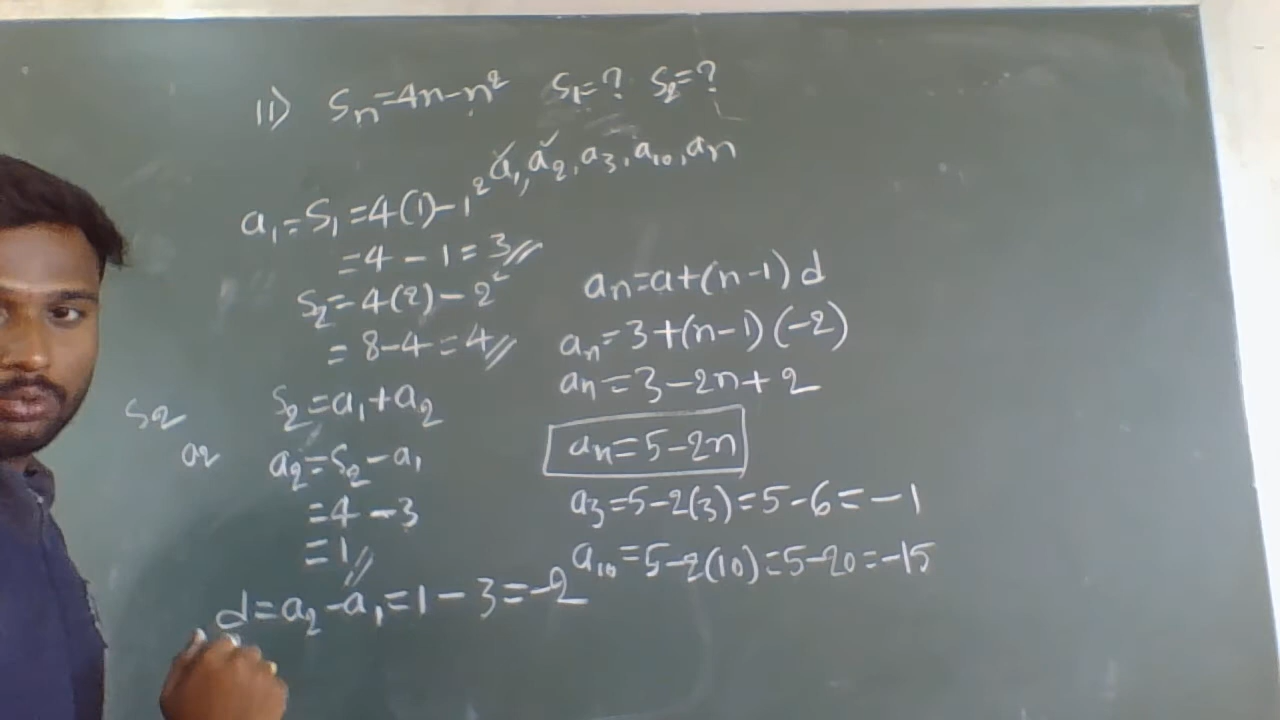 11) Sn=4n-n² S1=? S2=?
a1, a2, a3, a10, an
a1=S1=4(1)-1²
=4-1=3//
S2=4(2)-2²
=8-4=4//
S2=a1+a2
a2=S2-a1
=4-3
=1//
d=a2-a1=1-3=-2
S2
a2
an=a+(n-1)d
an=3+(n-1)(-2)
an=3-2n+2
an=5-2n
a3=5-2(3)=5-6=-1
a10=5-2(10)=5-20=-15